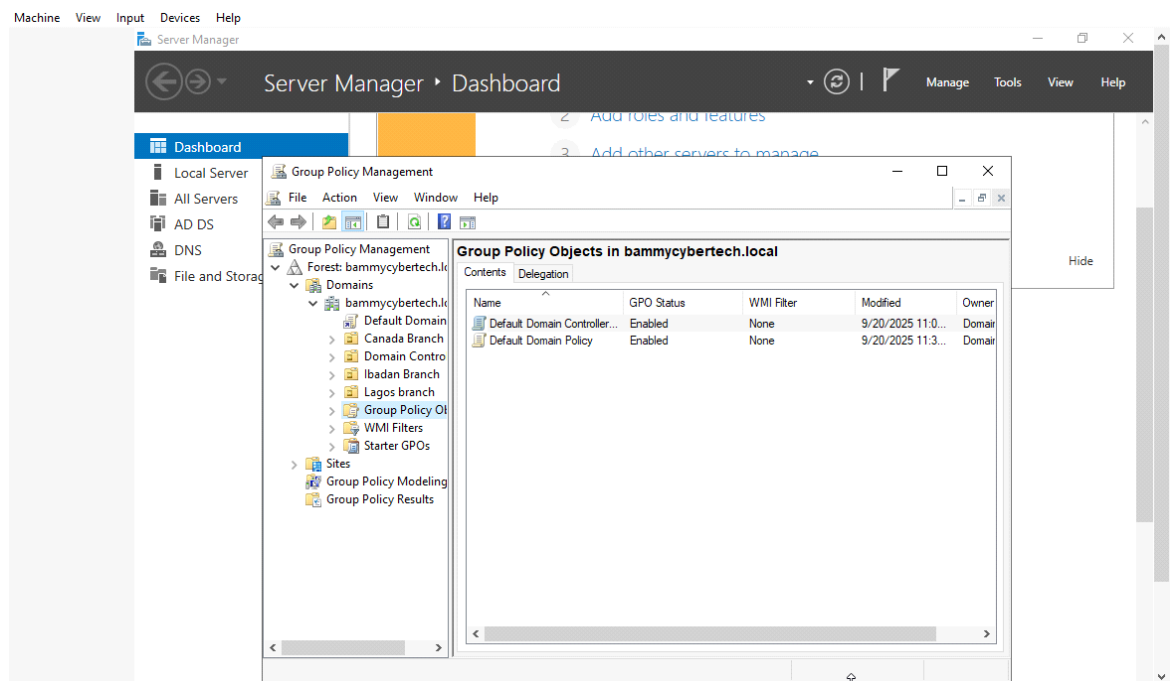 Machine View Input Devices Help
Server Manager
Server Manager • Dashboard
Manage Tools View Help
2 Add roles and features
Dashboard
3 Add other servers to manage
Local Server
All Servers
AD DS
DNS
File and Storag
Hide
Group Policy Management
File Action View Window Help
Group Policy Management
Forest: bammycybertech.lo
Domains
bammycybertech.lo
Default Domain
Canada Branch
Domain Contro
Ibadan Branch
Lagos branch
Group Policy Ob
WMI Filters
Starter GPOs
Sites
Group Policy Modeling
Group Policy Results
Group Policy Objects in bammycybertech.local
Contents Delegation
Name GPO Status WMI Filter Modified Owner
Default Domain Controller... Enabled None 9/20/2025 11:0... Domair
Default Domain Policy Enabled None 9/20/2025 11:3... Domair